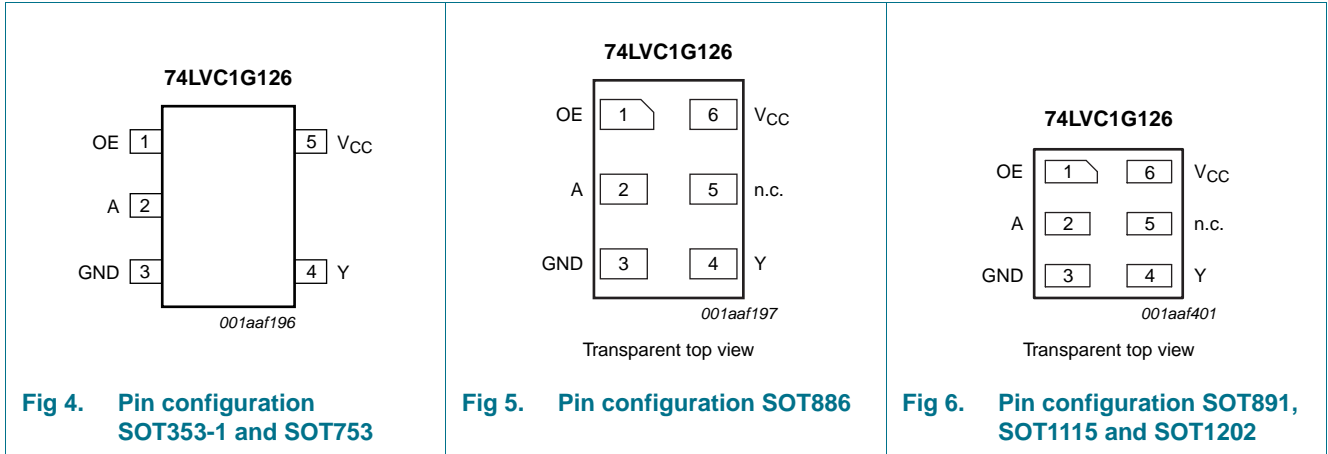 74LVC1G126
OE 1 5 VCC
A 2
GND 3 4 Y
001aaf196
Fig 4. Pin configuration
SOT353-1 and SOT753
74LVC1G126
OE 1 6 VCC
A 2 5 n.c.
GND 3 4 Y
001aaf197
Transparent top view
Fig 5. Pin configuration SOT886
74LVC1G126
OE 1 6 VCC
A 2 5 n.c.
GND 3 4 Y
001aaf401
Transparent top view
Fig 6. Pin configuration SOT891,
SOT1115 and SOT1202